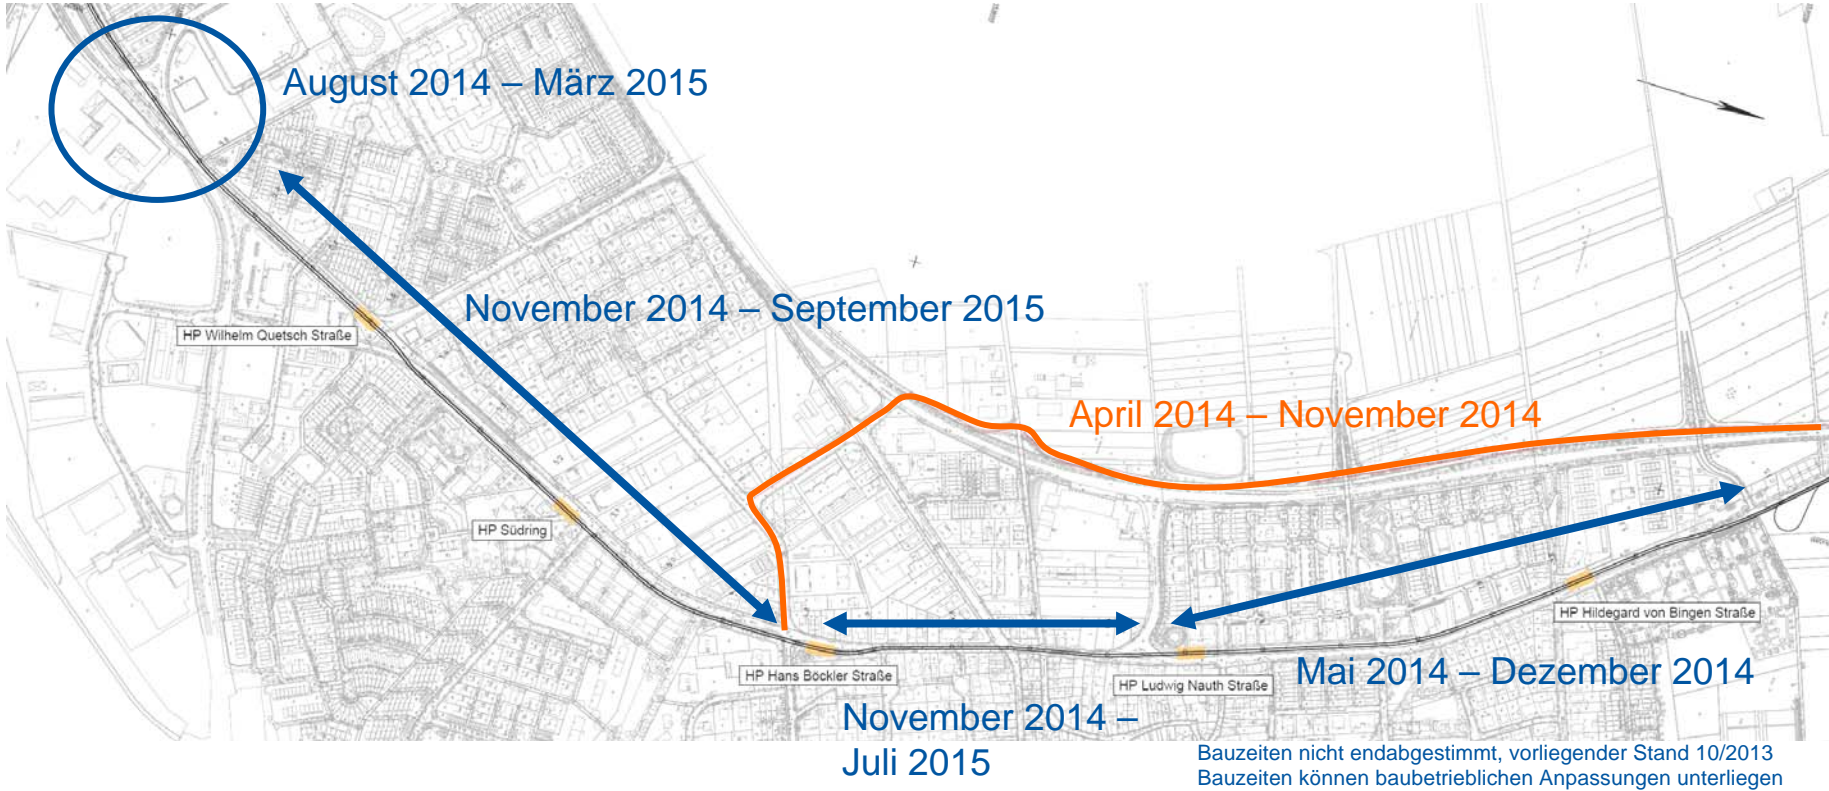 August 2014 – März 2015
November 2014 – September 2015
HP Wilhelm Quetsch Straße
April 2014 – November 2014
HP Südring
HP Hildegard von Bingen Straße
HP Hans Böckler Straße
HP Ludwig Nauth Straße
Mai 2014 – Dezember 2014
November 2014 –
Juli 2015
Bauzeiten nicht endabgestimmt, vorliegender Stand 10/2013
Bauzeiten können baubetrieblichen Anpassungen unterliegen